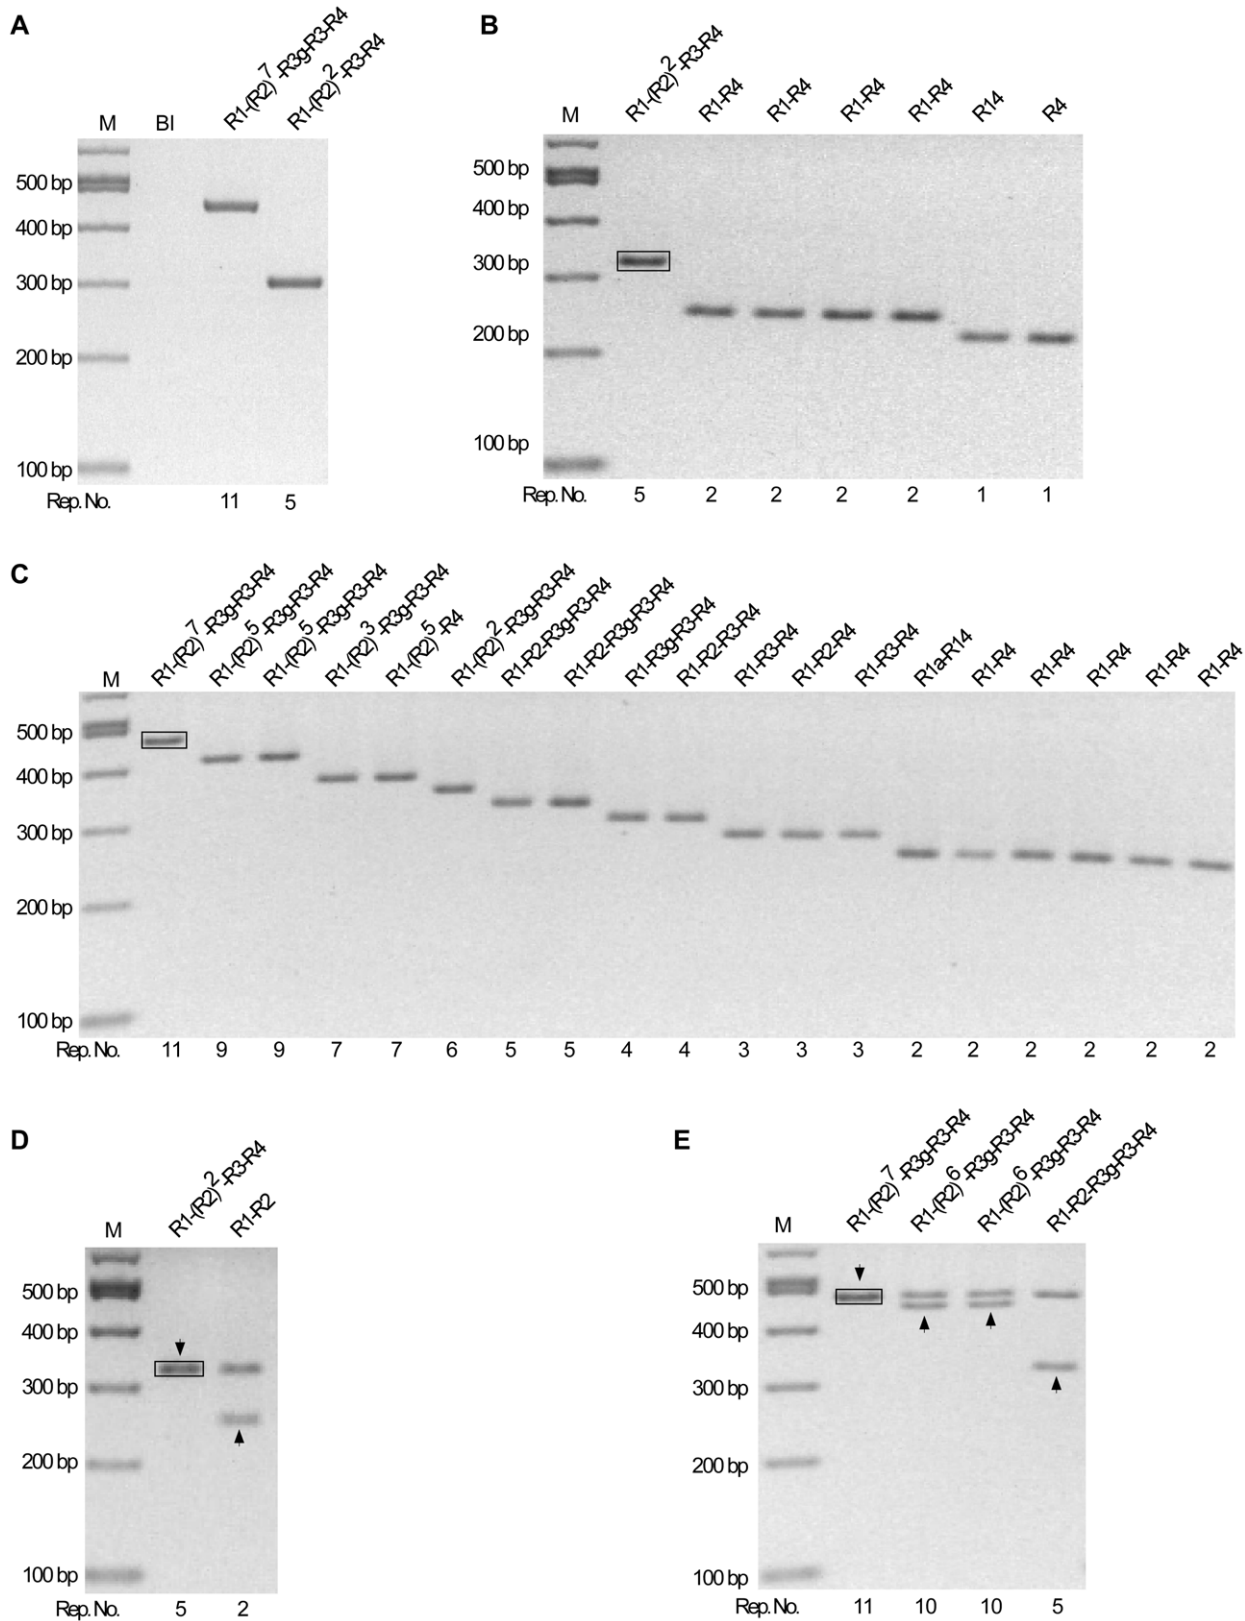 A
M
BI
R1-(R2)7-R3g-R3-R4
R1-(R2)2-R3-R4
500 bp
400 bp
300 bp
200 bp
100 bp
Rep. No. 11 5
B
M
R1-(R2)2-R3-R4
R1-R4
R1-R4
R1-R4
R1-R4
R14
R4
500 bp
400 bp
300 bp
200 bp
100 bp
Rep. No. 5 2 2 2 2 1 1
C
M
R1-(R2)7-R3g-R3-R4
R1-(R2)5-R3g-R3-R4
R1-(R2)5-R3g-R3-R4
R1-(R2)3-R3g-R3-R4
R1-(R2)5-R4
R1-(R2)2-R3g-R3-R4
R1-R2-R3g-R3-R4
R1-R2-R3g-R3-R4
R1-R3g-R3-R4
R1-R2-R3-R4
R1-R3-R4
R1-R2-R4
R1-R3-R4
R1a-R14
R1-R4
R1-R4
R1-R4
R1-R4
R1-R4
500 bp
400 bp
300 bp
200 bp
100 bp
Rep. No. 11 9 9 7 7 6 5 5 4 4 3 3 3 2 2 2 2 2 2
D
M
R1-(R2)2-R3-R4
R1-R2
500 bp
400 bp
300 bp
200 bp
100 bp
Rep. No. 5 2
E
M
R1-(R2)7-R3g-R3-R4
R1-(R2)6-R3g-R3-R4
R1-(R2)6-R3g-R3-R4
R1-R2-R3g-R3-R4
500 bp
400 bp
300 bp
200 bp
100 bp
Rep. No. 11 10 10 5